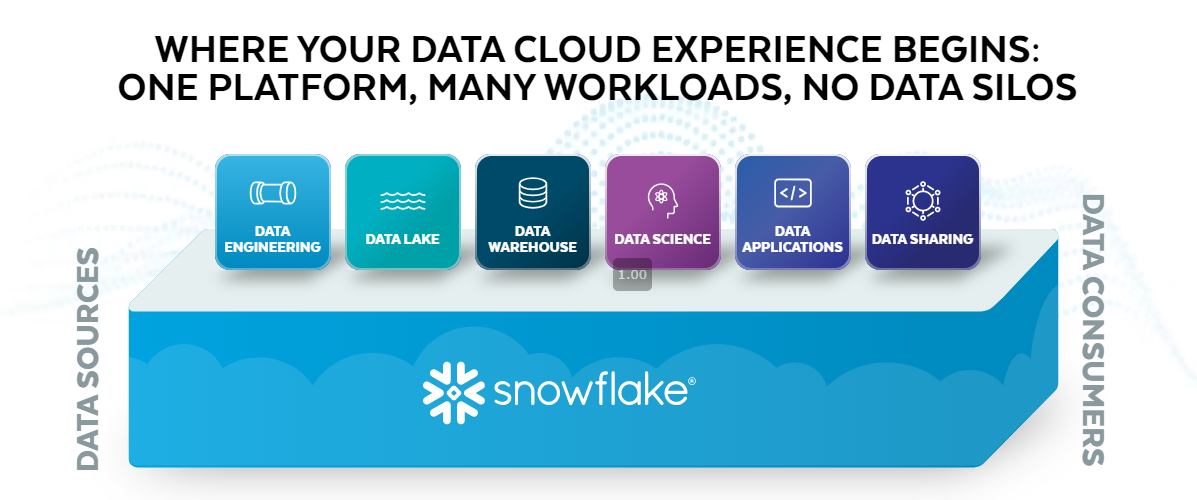 WHERE YOUR DATA CLOUD EXPERIENCE BEGINS:
ONE PLATFORM, MANY WORKLOADS, NO DATA SILOS
DATA SOURCES
DATA
ENGINEERING
DATA LAKE
DATA
WAREHOUSE
DATA SCIENCE
DATA
APPLICATIONS
DATA SHARING
1.00
snowflake®
DATA CONSUMERS